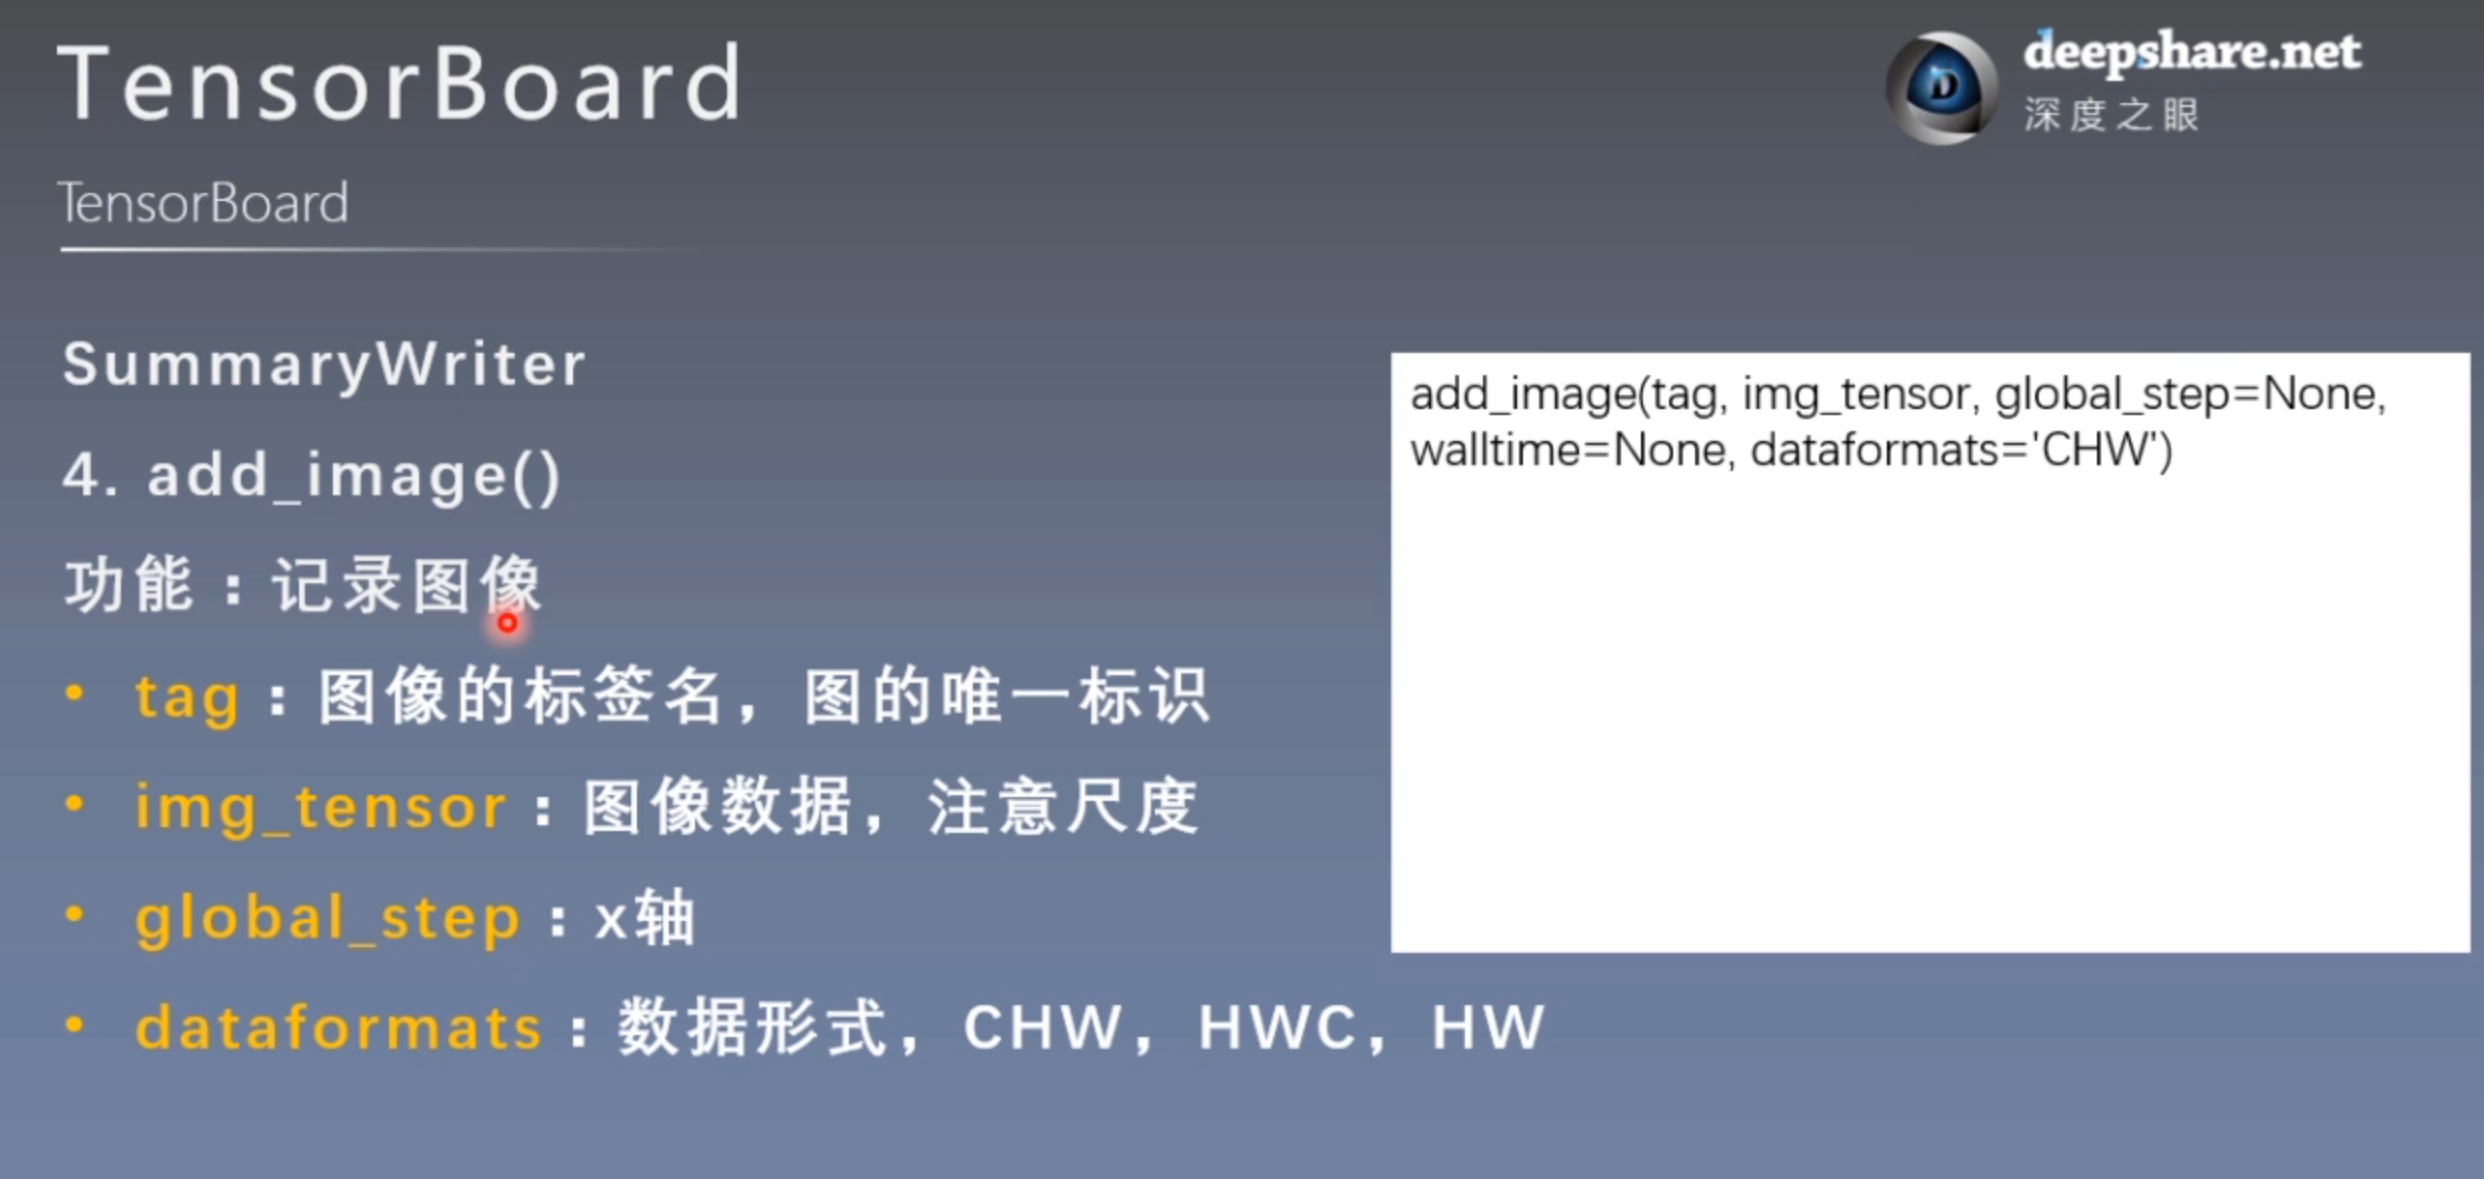 TensorBoard
deepshare.net
深度之眼
TensorBoard
SummaryWriter
4. add_image()
功能：记录图像
• tag：图像的标签名，图的唯一标识
• img_tensor：图像数据，注意尺度
• global_step：x轴
• dataformats：数据形式，CHW，HWC，HW
add_image(tag, img_tensor, global_step=None,
walltime=None, dataformats='CHW')